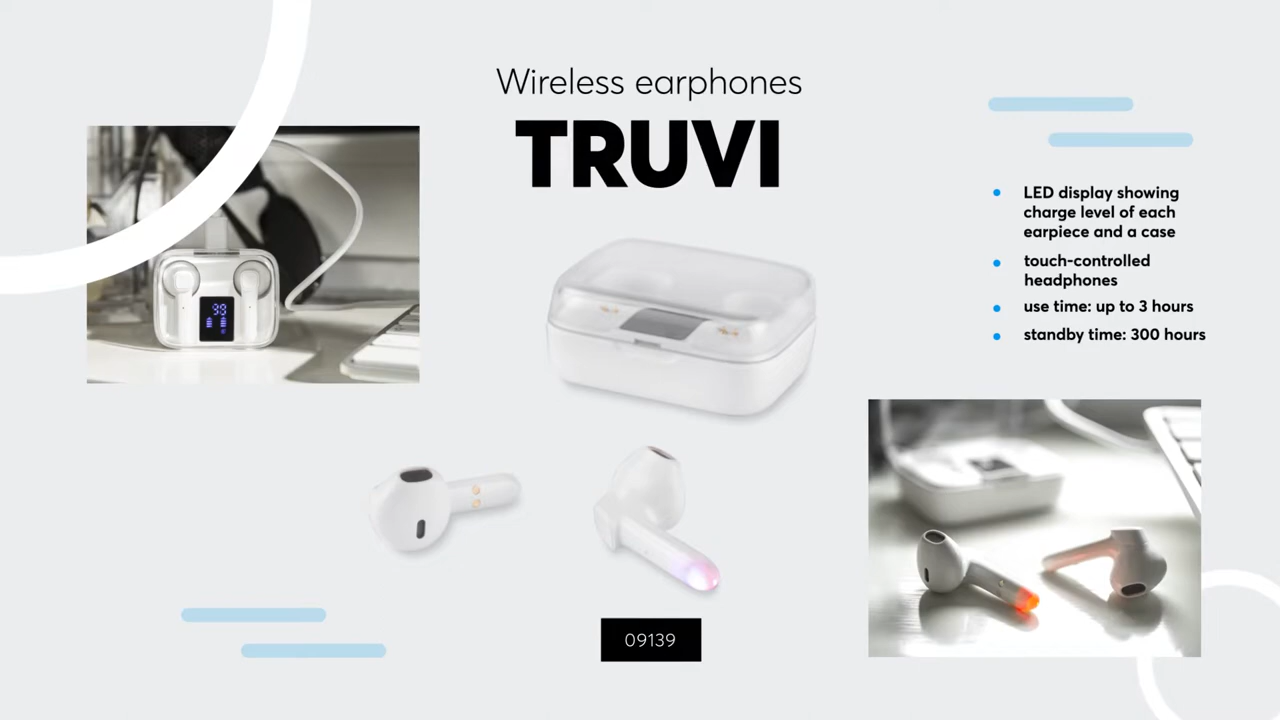 Wireless earphones
TRUVI
LED display showing
charge level of each
earpiece and a case
touch-controlled
headphones
use time: up to 3 hours
standby time: 300 hours
09139